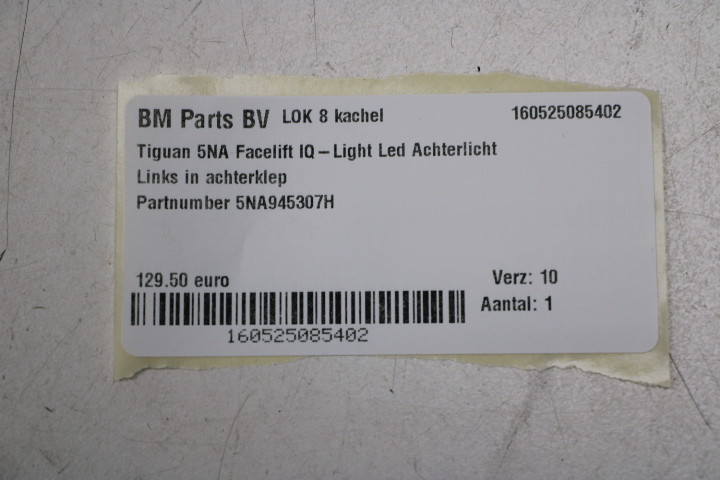 BM Parts BV LOK 8 kachel 160525085402
Tiguan 5NA Facelift IQ-Light Led Achterlicht
Links in achterklep
Partnumber 5NA945307H
129.50 euro Verz: 10
Aantal: 1
160525085402